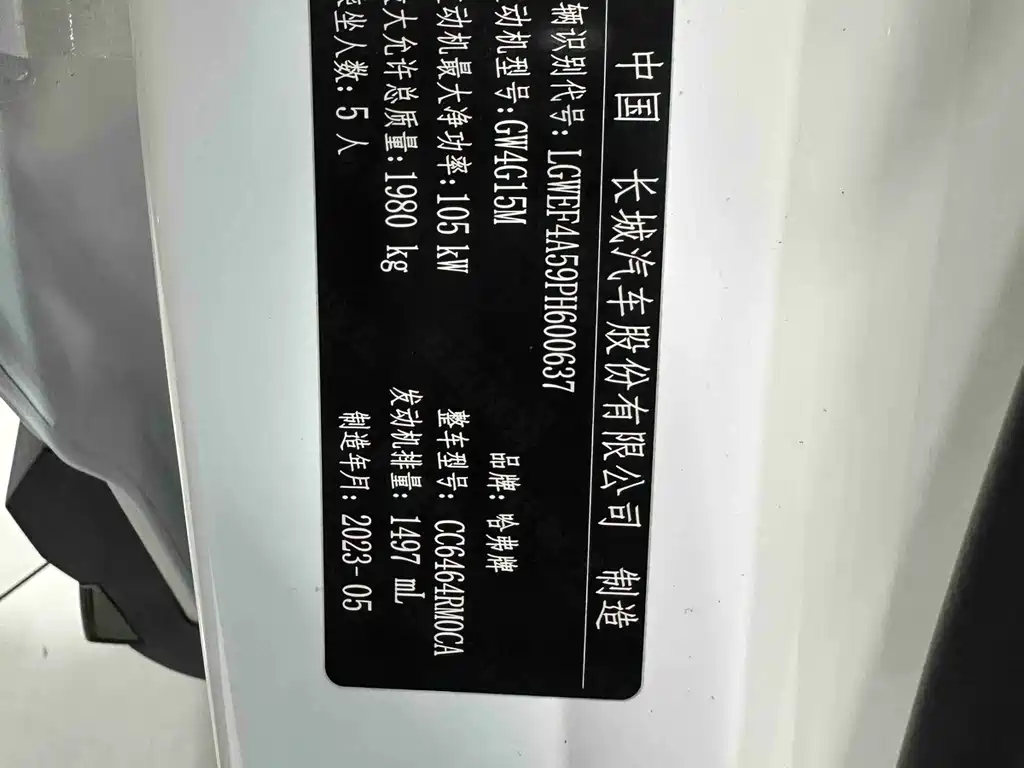 中国 长城汽车股份有限公司 制造
辆识别代号: LGWEF4A59PH600637
动机型号:GW4G15M 品牌: 哈弗牌
动机最大净功率:105 kW 整车型号: CC6464RM0CA
大允许总质量:1980 kg 发动机排量: 1497 mL
坐人数: 5 人 制造年月: 2023-05